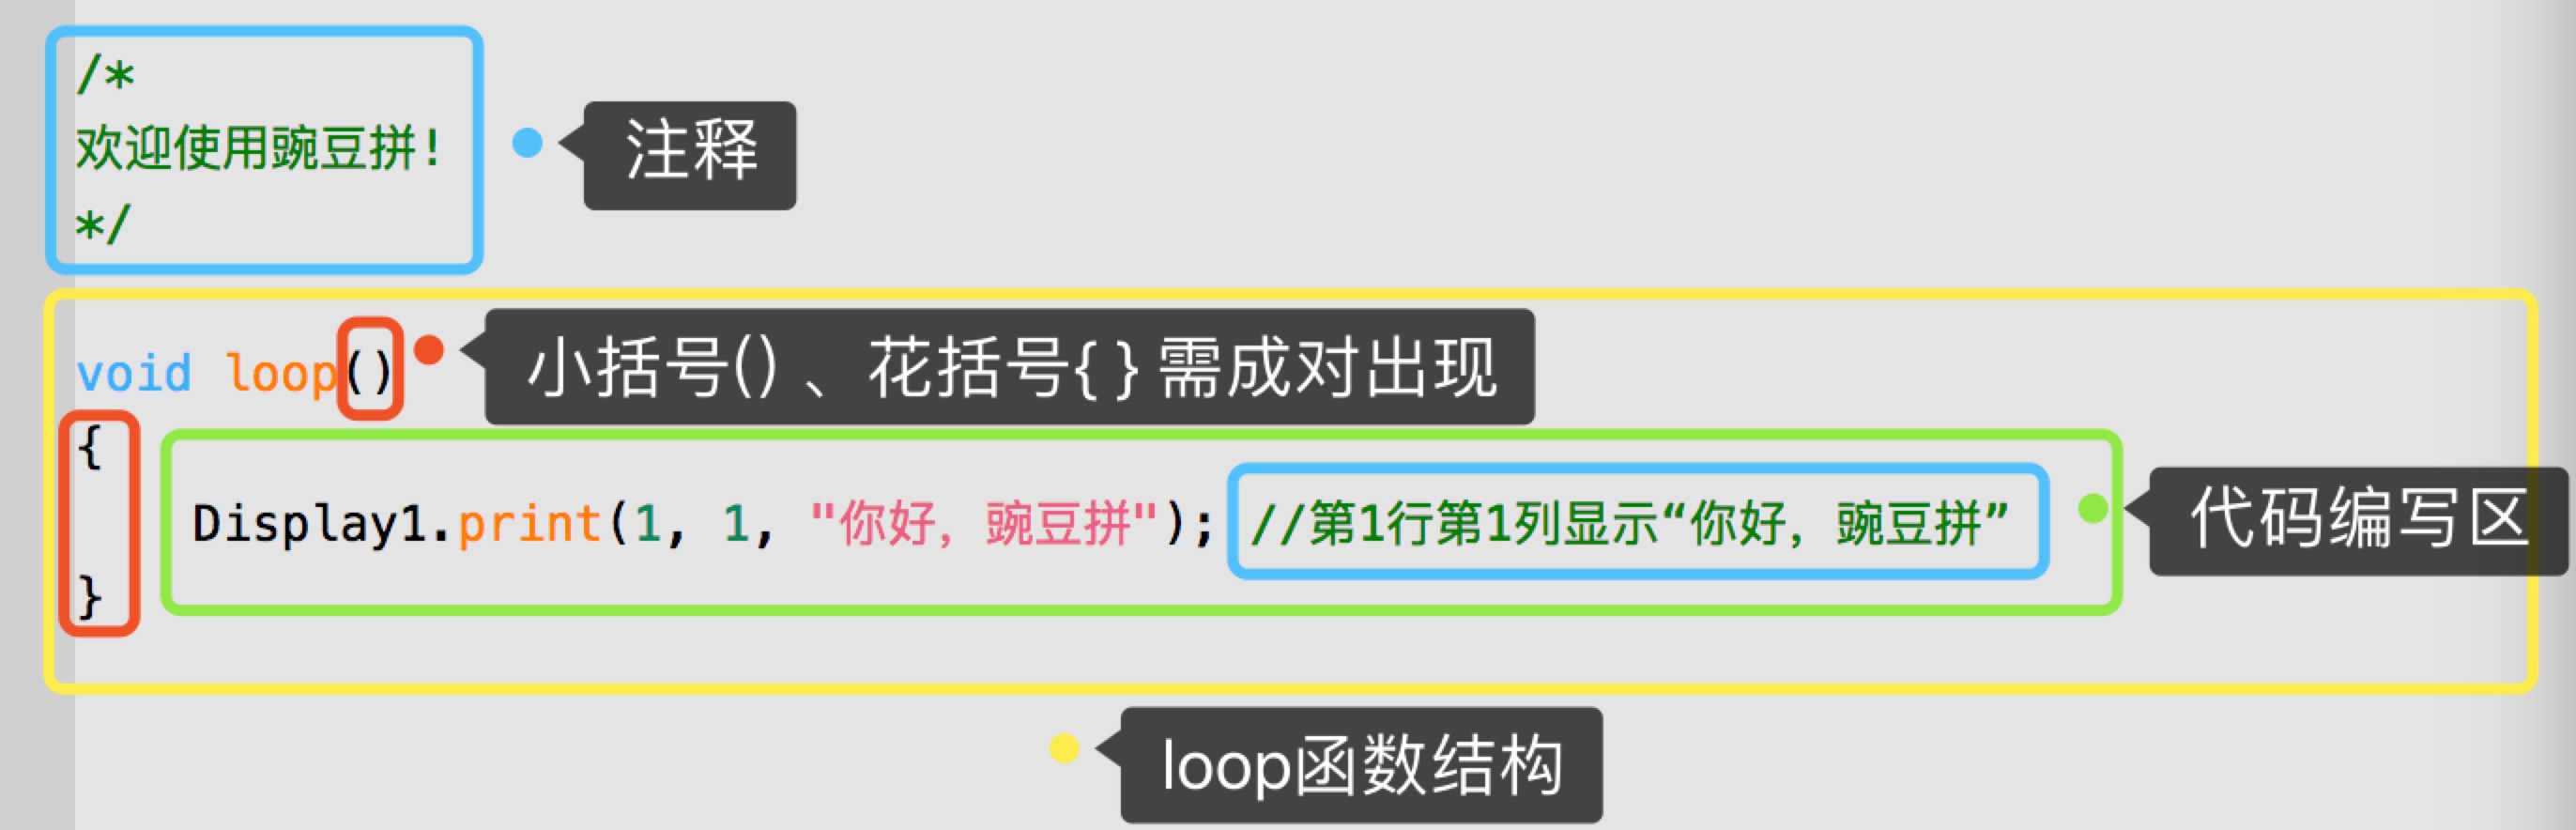 /*
欢迎使用豌豆拼!
*/
注释
void loop()
小括号() 、花括号{ } 需成对出现
{
Display1.print(1, 1, "你好, 豌豆拼"); //第1行第1列显示“你好, 豌豆拼”
代码编写区
}
loop函数结构